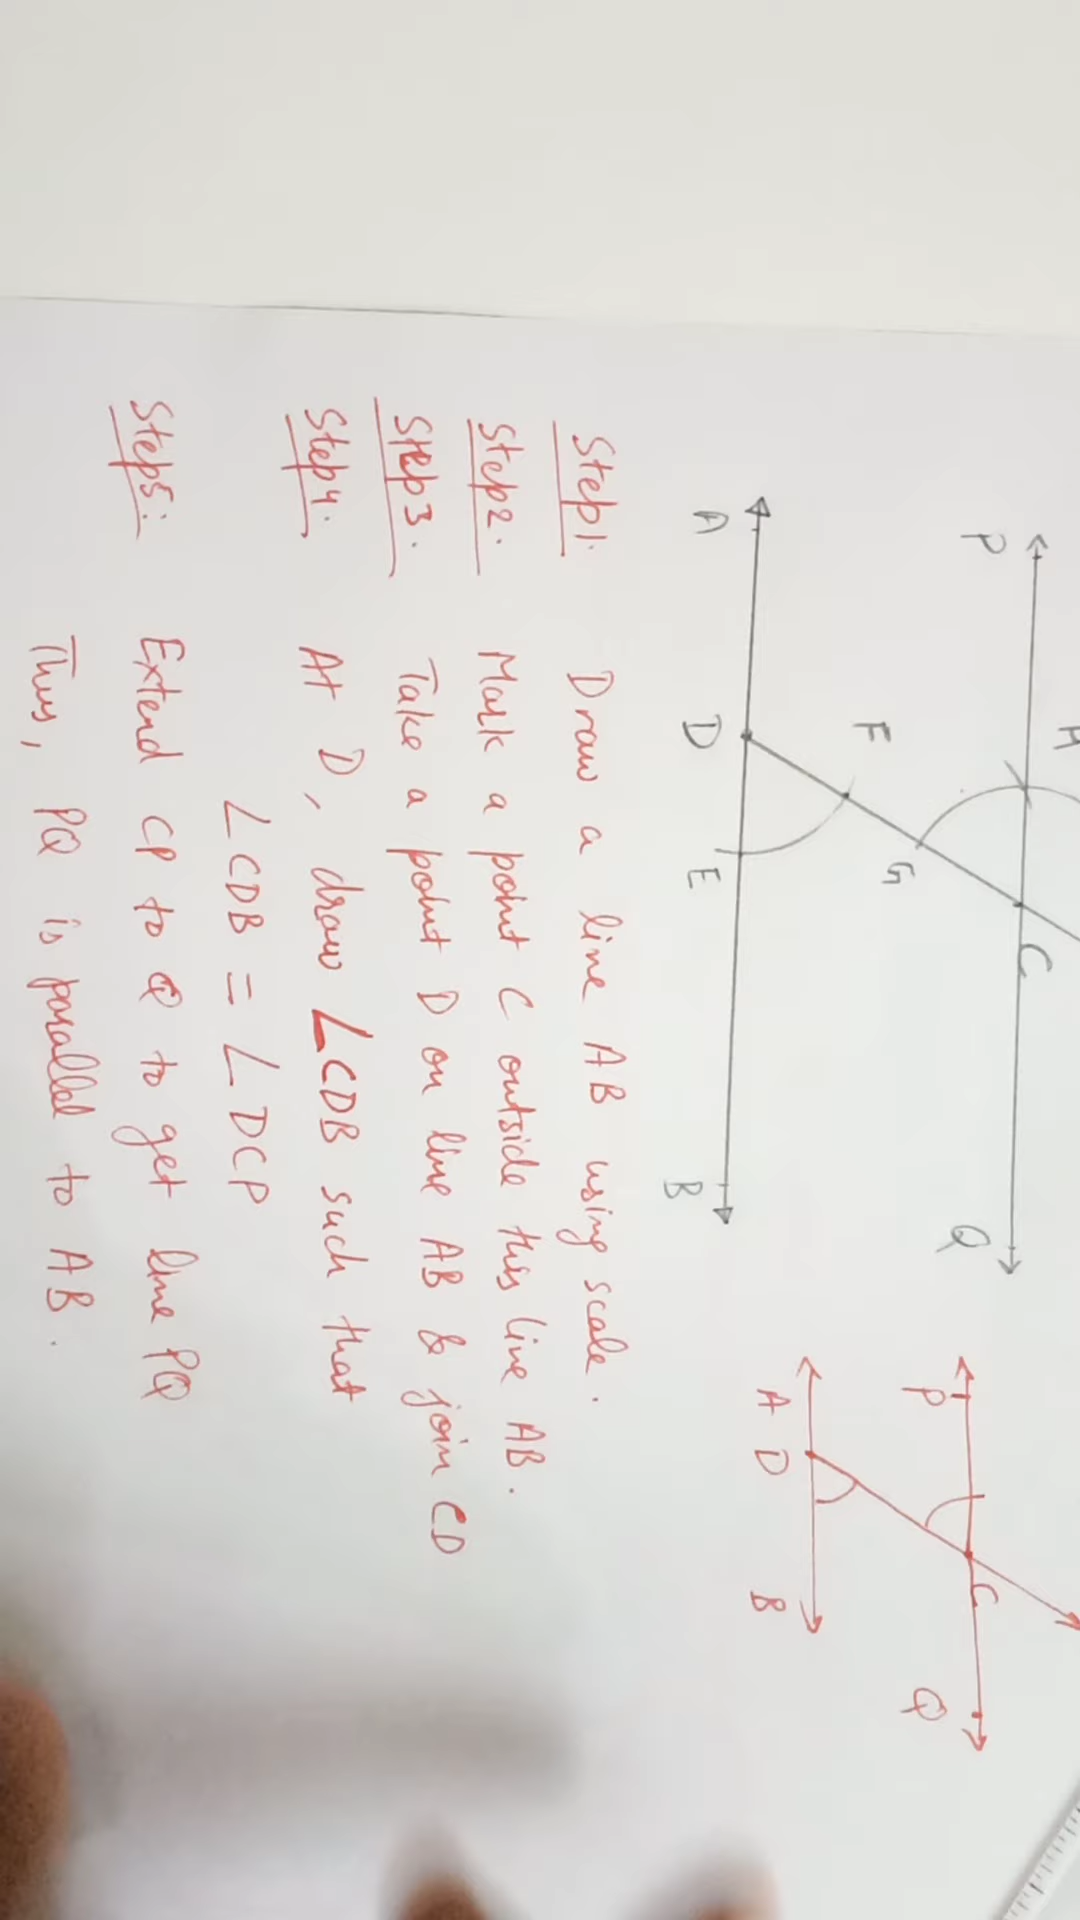 P
H
C
Q
F
G
A
D
E
B
P
C
Q
A
D
B
Step1. Draw a line AB using scale.
Step2. Mark a point C outside this line AB.
Step3. Take a point D on line AB & join CD
Step4. At D, draw ∠CDB such that
∠CDB = ∠DCP
Step5: Extend CP to Q to get line PQ
Thus, PQ is parallel to AB.